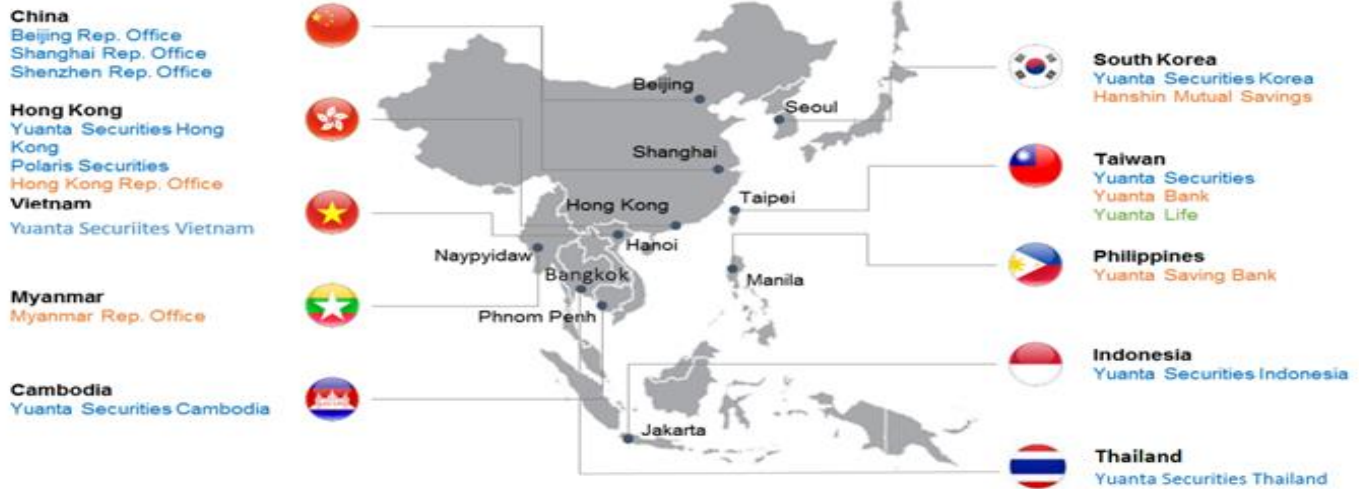 China
Beijing Rep. Office
Shanghai Rep. Office
Shenzhen Rep. Office
Hong Kong
Yuanta Securities Hong
Kong
Polaris Securities
Hong Kong Rep. Office
Vietnam
Yuanta Securiites Vietnam
Myanmar
Myanmar Rep. Office
Cambodia
Yuanta Securities Cambodia
Beijing
Seoul
Shanghai
Hong Kong
Taipei
Hanoi
Naypyidaw
Bangkok
Manila
Phnom Penh
Jakarta
South Korea
Yuanta Securities Korea
Hanshin Mutual Savings
Taiwan
Yuanta Securities
Yuanta Bank
Yuanta Life
Philippines
Yuanta Saving Bank
Indonesia
Yuanta Securities Indonesia
Thailand
Yuanta Securities Thailand